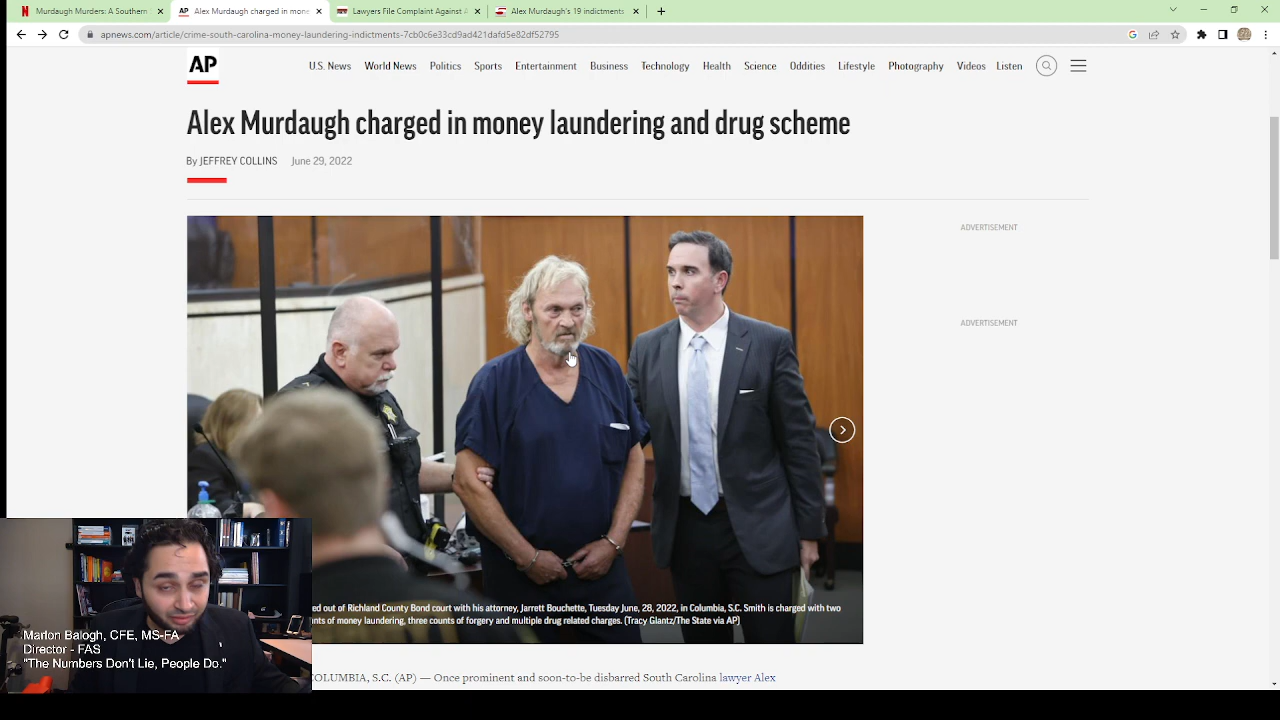 Murdaugh Murders: A Southern
Alex Murdaugh charged in mone
Lawyers File Complaint Against A
Alex Murdaugh's 19 indictments
apnews.com/article/crime-south-carolina-money-laundering-indictments-7cb0c6e33cd9ad421dafd5e82df52795
AP
U.S. News World News Politics Sports Entertainment Business Technology Health Science Oddities Lifestyle Photography Videos Listen
Alex Murdaugh charged in money laundering and drug scheme
By JEFFREY COLLINS June 29, 2022
ADVERTISEMENT
ADVERTISEMENT
ed out of Richland County Bond court with his attorney, Jarrett Bouchette, Tuesday June, 28, 2022, in Columbia, S.C. Smith is charged with two
nts of money laundering, three counts of forgery and multiple drug related charges. (Tracy Glantz/The State via AP)
Marlon Balogh, CFE, MS-FA
Director - FAS
"The Numbers Don't Lie, People Do."
COLUMBIA, S.C. (AP) — Once prominent and soon-to-be disbarred South Carolina lawyer Alex